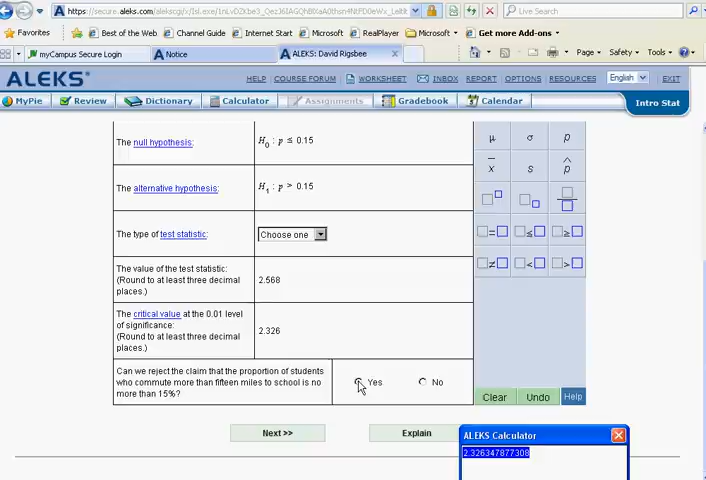 https://secure.aleks.com
Live Search
Favorites Best of the Web Channel Guide Internet Start Microsoft RealPlayer Microsoft Get more Add-ons
myCampus Secure Login Notice ALEKS: David Rigsbee Page Safety Tools
ALEKS® HELP COURSE FORUM WORKSHEET INBOX REPORT OPTIONS RESOURCES English EXIT
MyPie Review Dictionary Calculator Assignments Gradebook Calendar Intro Stat
The null hypothesis: H0 : p ≤ 0.15
The alternative hypothesis: H1 : p > 0.15
The type of test statistic: Choose one
The value of the test statistic:
(Round to at least three decimal
places.)
2.568
The critical value at the 0.01 level
of significance:
(Round to at least three decimal
places.)
2.326
Can we reject the claim that the proportion of students
who commute more than fifteen miles to school is no
more than 15%?
Yes No
μ σ p
x̄ s p̂
= ≤ ≥
≠ < >
Clear Undo Help
Next >> Explain
ALEKS Calculator
2.326347877308